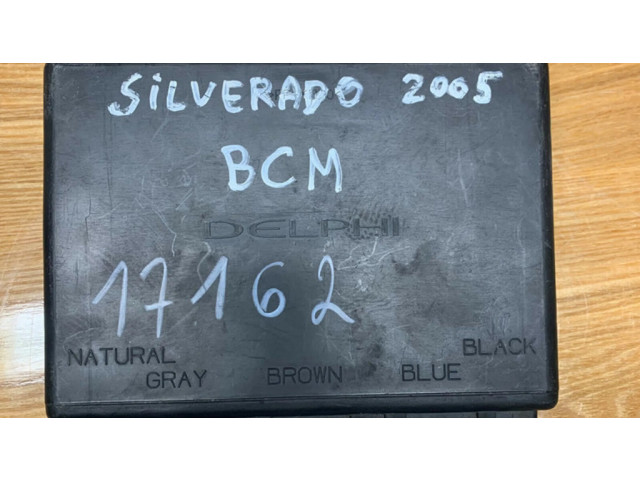 SiLVERADO 2005
BCM
DELPHI
17162
NATURAL
GRAY BROWN BLUE
BLACK